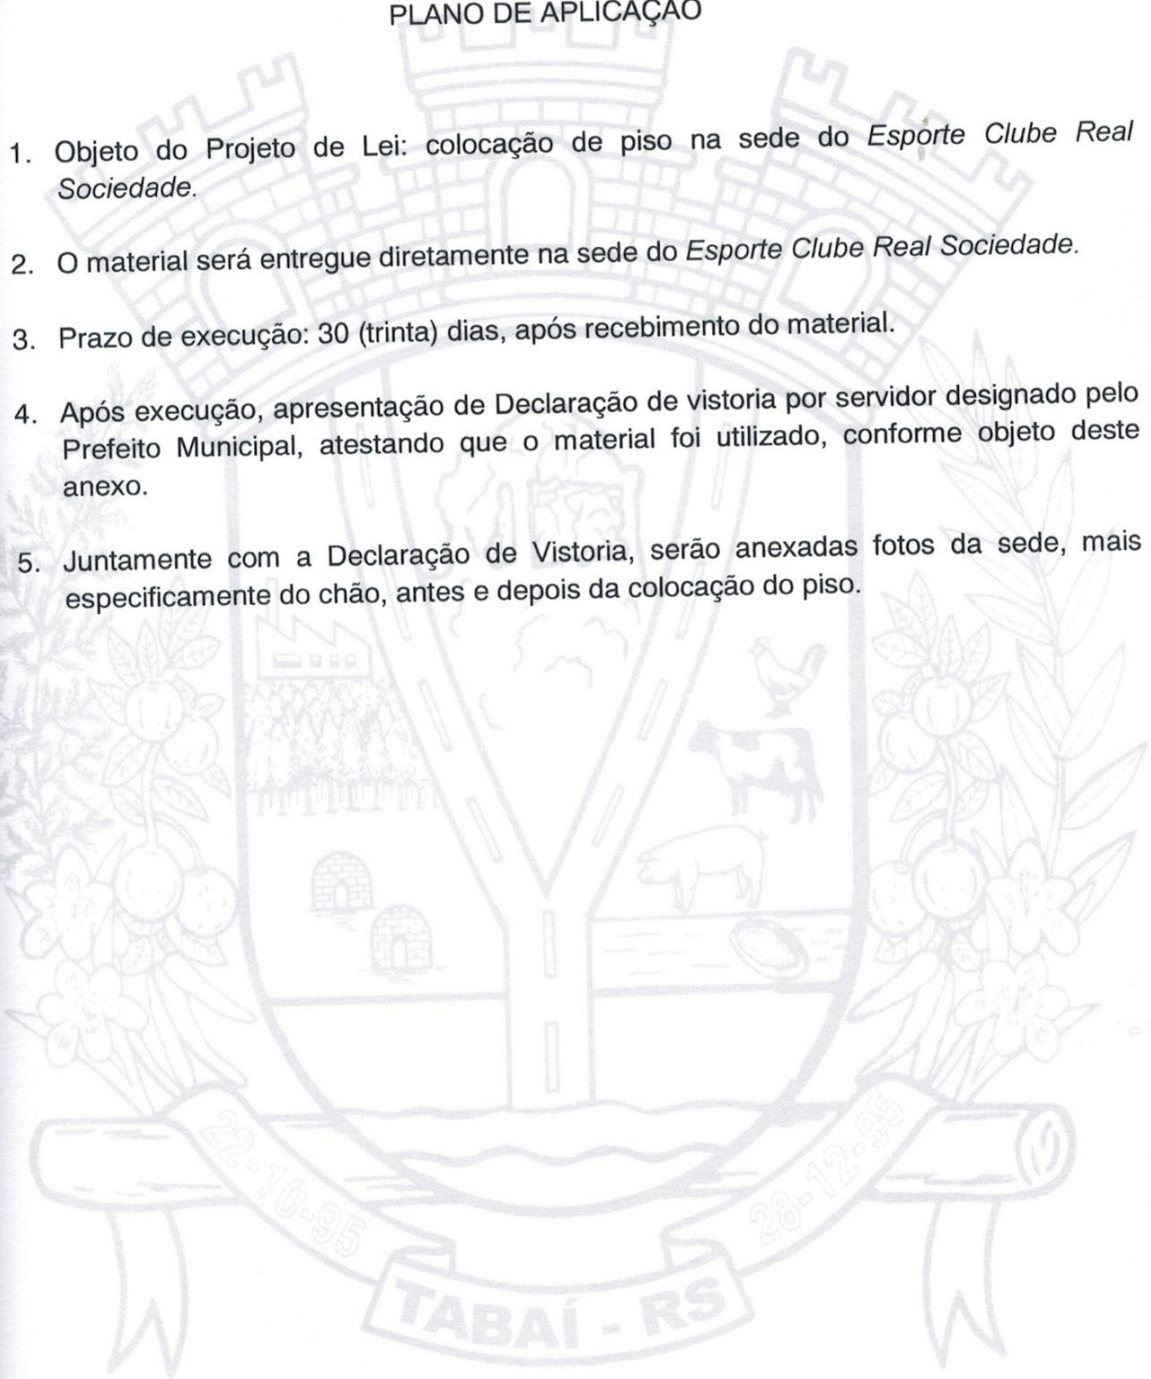 PLANO DE APLICAÇÃO
1. Objeto do Projeto de Lei: colocação de piso na sede do Esporte Clube Real
Sociedade.
2. O material será entregue diretamente na sede do Esporte Clube Real Sociedade.
3. Prazo de execução: 30 (trinta) dias, após recebimento do material.
4. Após execução, apresentação de Declaração de vistoria por servidor designado pelo
Prefeito Municipal, atestando que o material foi utilizado, conforme objeto deste
anexo.
5. Juntamente com a Declaração de Vistoria, serão anexadas fotos da sede, mais
especificamente do chão, antes e depois da colocação do piso.
22-10-95
28-12-95
TABAÍ - RS